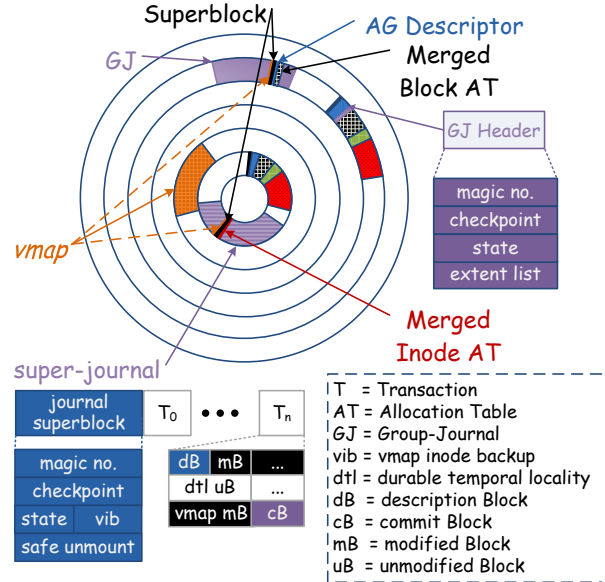 Superblock
GJ
AG Descriptor
Merged
Block AT
GJ Header
magic no.
checkpoint
state
extent list
vmap
Merged
Inode AT
super-journal
journal
superblock
T0
● ● ●
Tn
magic no.
checkpoint
state vib
safe unmount
dB mB ...
dtl uB ...
vmap mB cB
T = Transaction
AT = Allocation Table
GJ = Group-Journal
vib = vmap inode backup
dtl = durable temporal locality
dB = description Block
cB = commit Block
mB = modified Block
uB = unmodified Block